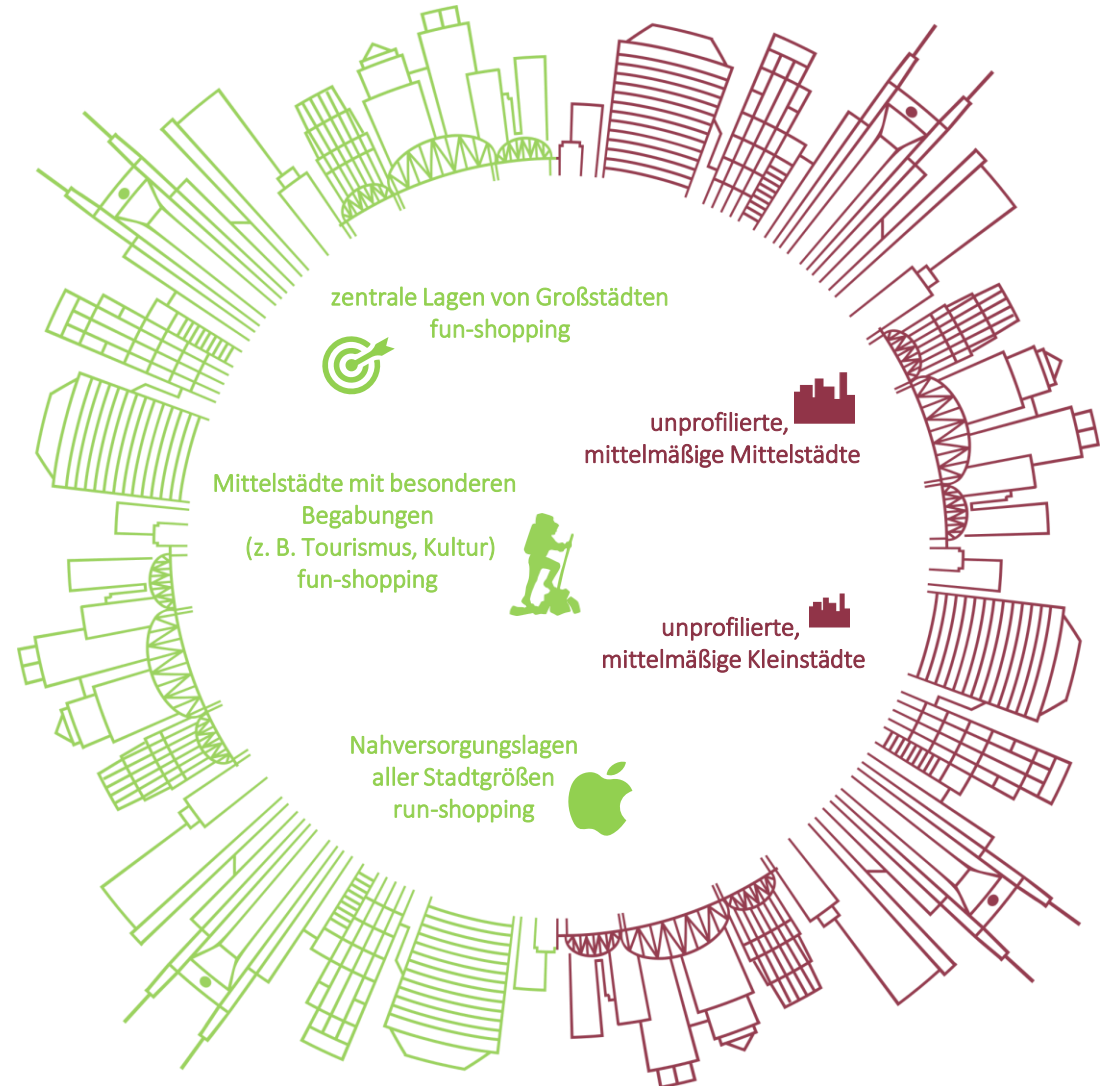 zentrale Lagen von Großstädten
fun-shopping
unprofilierte,
mittelmäßige Mittelstädte
Mittelstädte mit besonderen
Begabungen
(z. B. Tourismus, Kultur)
fun-shopping
unprofilierte,
mittelmäßige Kleinstädte
Nahversorgungslagen
aller Stadtgrößen
run-shopping